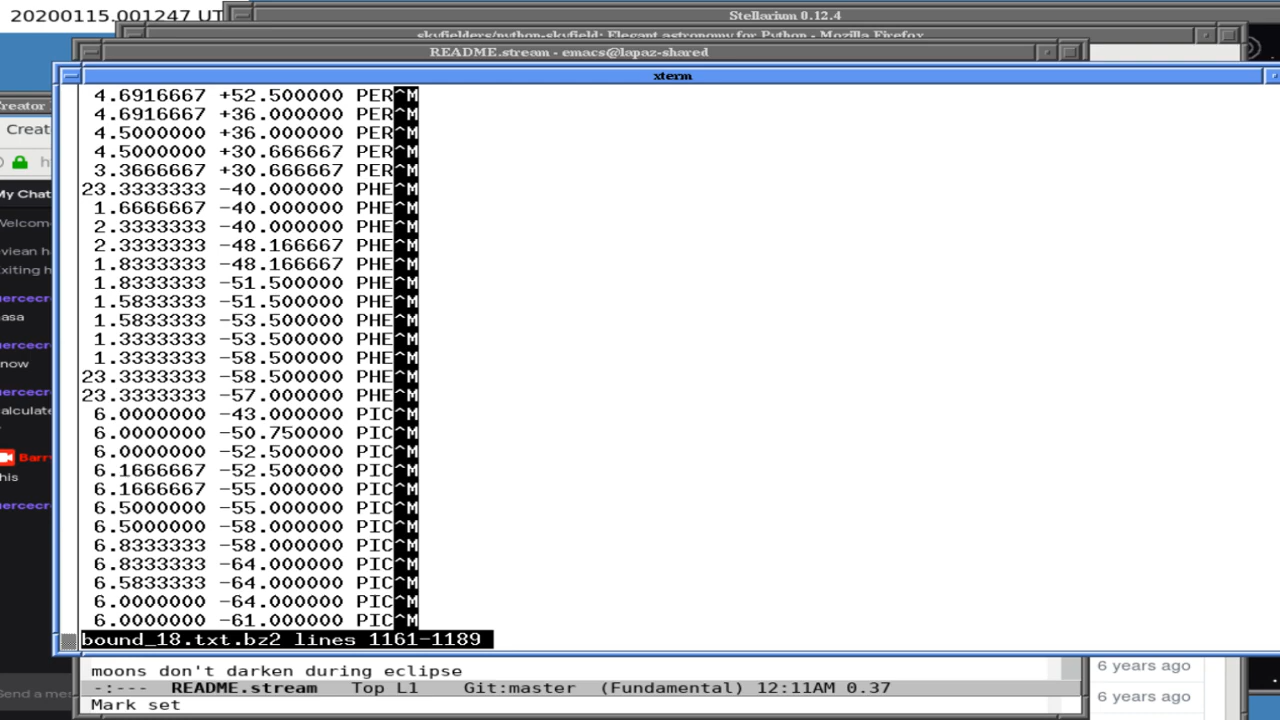 20200115.001247 UT
Stellarium 0.12.4
skyfielders/python-skyfield: Elegant astronomy for Python - Mozilla Firefox
README.stream - emacs@lapaz-shared
xterm
Creator
Creat
h
My Chat
Welcom
viean h
Exiting h
uercecr
asa
uercecr
now
uercecr
alculate
Barr
his
uercecr
Send a mes
4.6916667 +52.500000 PER^M
4.6916667 +36.000000 PER^M
4.5000000 +36.000000 PER^M
4.5000000 +30.666667 PER^M
3.3666667 +30.666667 PER^M
23.3333333 -40.000000 PHE^M
1.6666667 -40.000000 PHE^M
2.3333333 -40.000000 PHE^M
2.3333333 -48.166667 PHE^M
1.8333333 -48.166667 PHE^M
1.8333333 -51.500000 PHE^M
1.5833333 -51.500000 PHE^M
1.5833333 -53.500000 PHE^M
1.3333333 -53.500000 PHE^M
1.3333333 -58.500000 PHE^M
23.3333333 -58.500000 PHE^M
23.3333333 -57.000000 PHE^M
6.0000000 -43.000000 PIC^M
6.0000000 -50.750000 PIC^M
6.0000000 -52.500000 PIC^M
6.1666667 -52.500000 PIC^M
6.1666667 -55.000000 PIC^M
6.5000000 -55.000000 PIC^M
6.5000000 -58.000000 PIC^M
6.8333333 -58.000000 PIC^M
6.8333333 -64.000000 PIC^M
6.5833333 -64.000000 PIC^M
6.0000000 -64.000000 PIC^M
6.0000000 -61.000000 PIC^M
bound_18.txt.bz2 lines 1161-1189
moons don't darken during eclipse
-:--- README.stream Top L1 Git:master (Fundamental) 12:11AM 0.37
Mark set
6 years ago
6 years ago